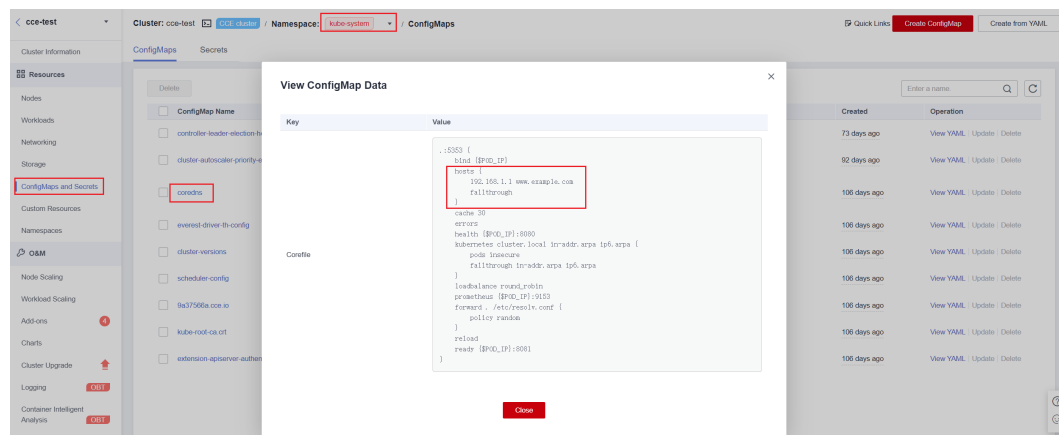 cce-test
Cluster: cce-test CCE cluster / Namespace: kube-system / ConfigMaps
Quick Links
Create ConfigMap
Create from YAML
Cluster Information
Resources
Nodes
Workloads
Networking
Storage
ConfigMaps and Secrets
Custom Resources
Namespaces
O&M
Node Scaling
Workload Scaling
Add-ons 4
Charts
Cluster Upgrade
Logging OBT
Container Intelligent
Analysis OBT
ConfigMaps Secrets
Delete
Enter a name.
ConfigMap Name Created Operation
controller-leader-election-h 73 days ago View YAML Update Delete
cluster-autoscaler-priority-e 92 days ago View YAML Update Delete
coredns 106 days ago View YAML Update Delete
everest-driver-th-config 106 days ago View YAML Update Delete
cluster-versions 106 days ago View YAML Update Delete
scheduler-config 106 days ago View YAML Update Delete
9a37566a.cce.io 106 days ago View YAML Update Delete
kube-root-ca.crt 106 days ago View YAML Update Delete
extension-apiserver-authen 106 days ago View YAML Update Delete
View ConfigMap Data
Key Value
Corefile
.:5353 {
bind {$POD_IP}
hosts {
192.168.1.1 www.example.com
fallthrough
}
cache 30
errors
health {$POD_IP}:8080
kubernetes cluster.local in-addr.arpa ip6.arpa {
pods insecure
fallthrough in-addr.arpa ip6.arpa
}
loadbalance round_robin
prometheus {$POD_IP}:9153
forward . /etc/resolv.conf {
policy random
}
reload
ready {$POD_IP}:8081
}
Close